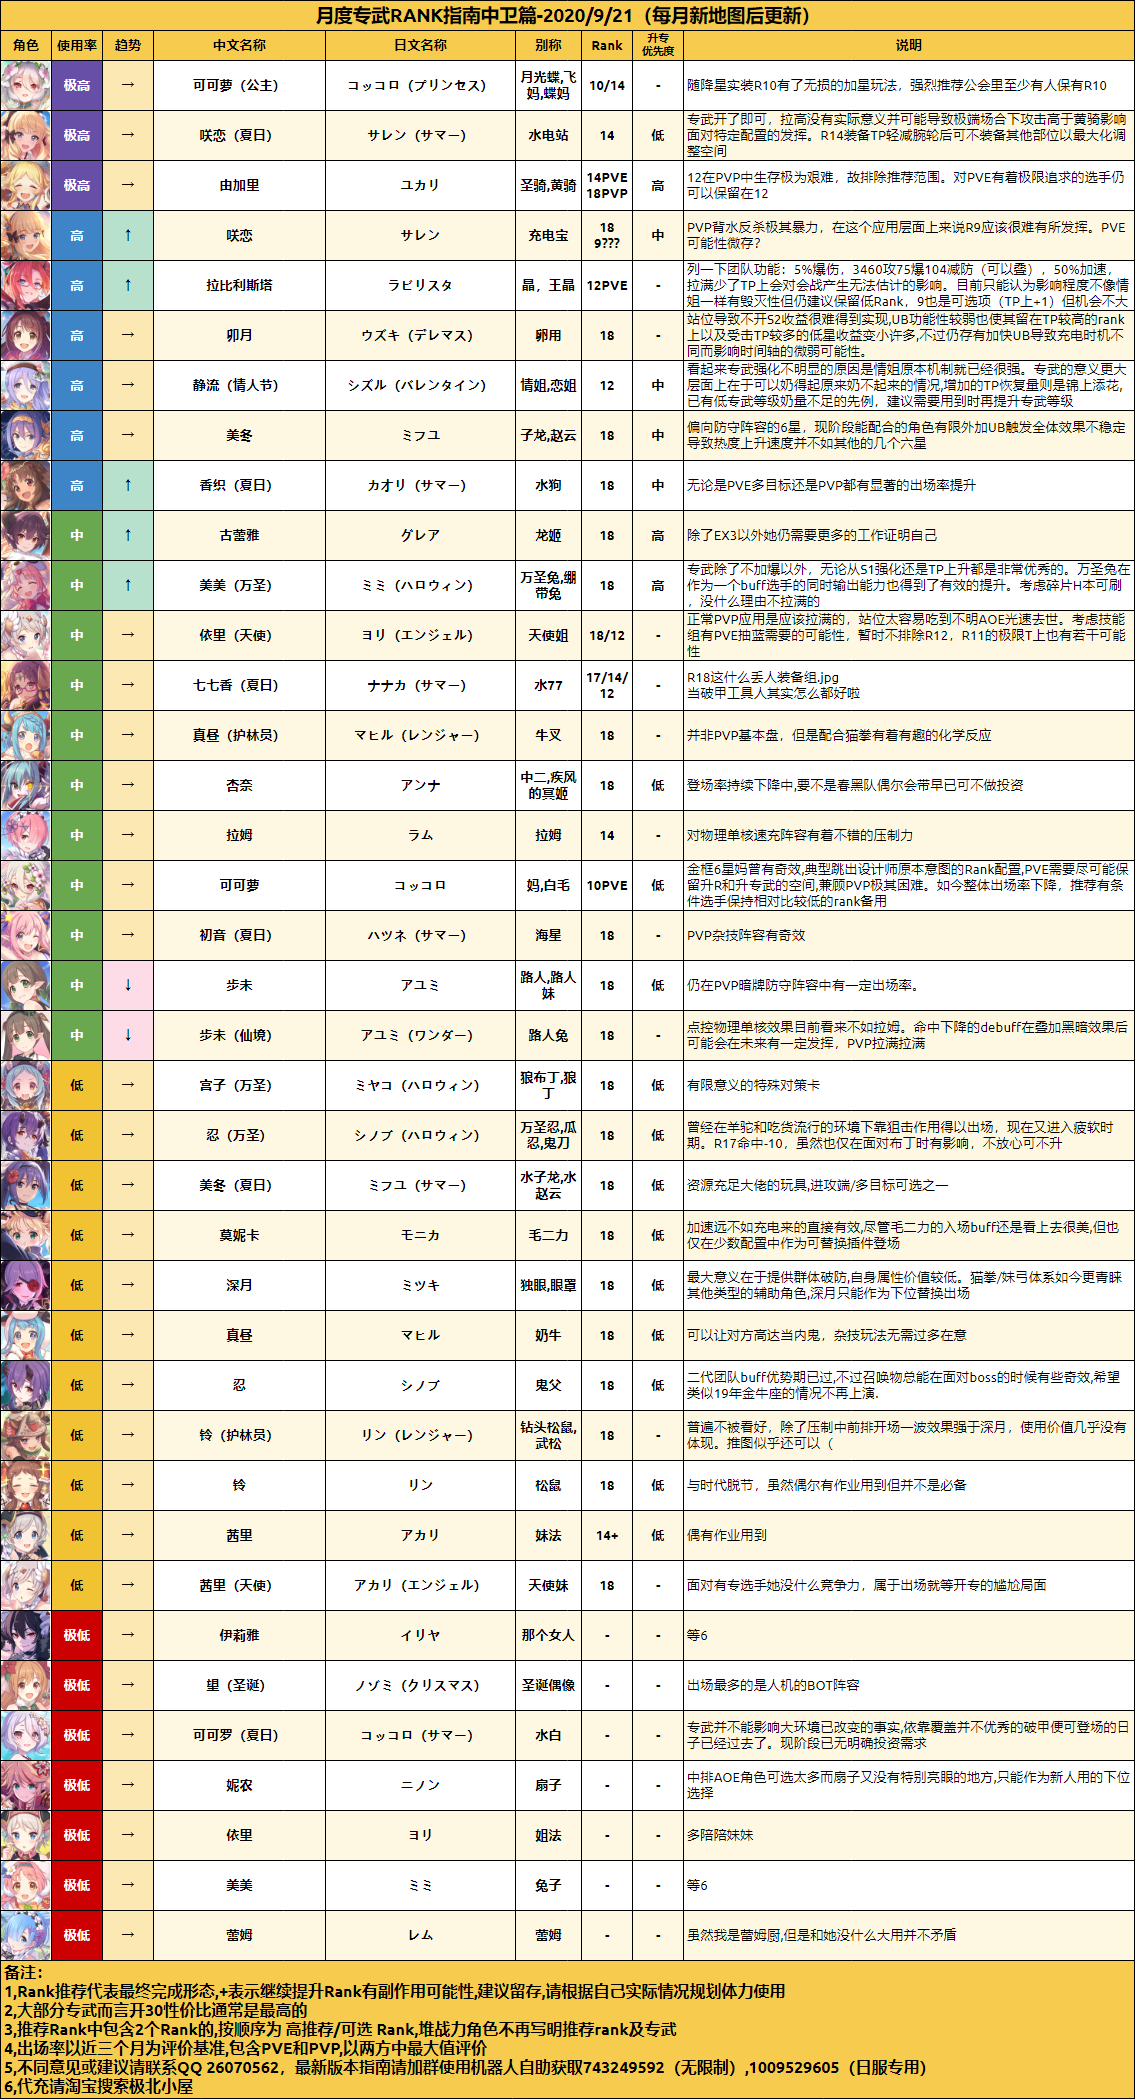 月度专武RANK指南中卫篇-2020/9/21（每月新地图后更新）
角色 使用率 趋势 中文名称 日文名称 别称 Rank 升专优先度 说明
极高 → 可可萝（公主） コッコロ（プリンセス） 月光蝶,飞妈,蝶妈 10/14 - 随降星实装R10有了无损的加星玩法，强烈推荐公会里至少有人保有R10
极高 → 咲恋（夏日） サレン（サマー） 水电站 14 低 专武开了即可，拉高没有实际意义并可能导致极端场合下攻击高于黄骑影响
面对特定配置的发挥。R14装备TP轻减腕轮后可不装备其他部位以最大化调
整空间
极高 → 由加里 ユカリ 圣骑,黄骑 14PVE 18PVP 高 12在PVP中生存极为艰难，故排除推荐范围。对PVE有着极限追求的选手仍
可以保留在12
高 ↑ 咲恋 サレン 充电宝 18 9??? 中 PVP背水反杀极其暴力，在这个应用层面上来说R9应该很难有所发挥。PVE
可能性微存？
高 ↑ 拉比利斯塔 ラビリスタ 晶，王晶 12PVE 列一下团队功能：5%爆伤，3460攻75爆104减防（可以叠），50%加速，
拉满少了TP上会对会战产生无法估计的影响。目前只能认为影响程度不像情
姐一样有毁灭性但仍建议保留低Rank，9也是可选项（TP上+1）但机会不大
高 → 卯月 ウズキ（デレマス） 卵用 18 - 站位导致不开S2收益很难得到实现,UB功能性较弱也使其留在TP较高的rank
上以及受击TP较多的低星收益变小许多,不过仍存有加快UB导致充电时机不
同而影响时间轴的微弱可能性。
高 → 静流（情人节） シズル（バレンタイン） 情姐,恋姐 12 中 看起来专武强化不明显的原因是情姐原本机制就已经很强。专武的意义更大
层面上在于可以奶得起原来奶不起来的情况,增加的TP恢复量则是锦上添花,
已有低专武等级奶量不足的先例，建议需要用到时再提升专武等级
高 → 美冬 ミフユ 子龙,赵云 18 中 偏向防守阵容的6星，现阶段能配合的角色有限外加UB触发全体效果不稳定
导致热度上升速度并不如其他的几个六星
高 ↑ 香织（夏日） カオリ（サマー） 水狗 18 中 无论是PVE多目标还是PVP都有显著的出场率提升
中 ↑ 古蕾雅 グレア 龙姬 18 高 除了EX3以外她仍需要更多的工作证明自己
中 ↑ 美美（万圣） ミミ（ハロウィン） 万圣兔,绷带兔 18 高 专武除了不加爆以外，无论从S1强化还是TP上升都是非常优秀的。万圣兔在
作为一个buff选手的同时输出能力也得到了有效的提升。考虑碎片H本可刷
，没什么理由不拉满的
中 → 依里（天使） ヨリ（エンジェル） 天使姐 18/12 - 正常PVP应用是应该拉满的，站位太容易吃到不明AOE光速去世。考虑技能
组有PVE抽蓝需要的可能性，暂时不排除R12，R11的极限T上也有若干可能
性
中 → 七七香（夏日） ナナカ（サマー） 水77 17/14/12 - R18这什么丢人装备组.jpg
当破甲工具人其实怎么都好啦
中 → 真昼（护林员） マヒル（レンジャー） 牛叉 18 - 并非PVP基本盘，但是配合猫拳有着有趣的化学反应
中 → 杏奈 アンナ 中二,疾风的冥姬 18 低 登场率持续下降中,要不是春黑队偶尔会带早已可不做投资
中 → 拉姆 ラム 拉姆 14 - 对物理单核速充阵容有着不错的压制力
中 → 可可萝 コッコロ 妈,白毛 10PVE 低 金框6星妈曾有奇效,典型跳出设计师原本意图的Rank配置,PVE需要尽可能保
留升R和升专武的空间,兼顾PVP极其困难。如今整体出场率下降，推荐有条
件选手保持相对比较低的rank备用
中 → 初音（夏日） ハツネ（サマー） 海星 18 - PVP杂技阵容有奇效
中 ↓ 步未 アユミ 路人,路人妹 18 低 仍在PVP暗牌防守阵容中有一定出场率。
中 ↓ 步未（仙境） アユミ（ワンダー） 路人兔 18 - 点控物理单核效果目前看来不如拉姆。命中下降的debuff在叠加黑暗效果后
可能会在未来有一定发挥，PVP拉满拉满
低 → 宫子（万圣） ミヤコ（ハロウィン） 狼布丁,狼丁 18 低 有限意义的特殊对策卡
低 → 忍（万圣） シノブ（ハロウィン） 万圣忍,瓜忍,鬼刀 18 低 曾经在羊驼和吃货流行的环境下靠狙击作用得以出场，现在又进入疲软时
期。R17命中-10，虽然也仅在面对布丁时有影响，不放心可不升
低 → 美冬（夏日） ミフユ（サマー） 水子龙,水赵云 18 低 资源充足大佬的玩具,进攻端/多目标可选之一
低 → 莫妮卡 モニカ 毛二力 18 低 加速远不如充电来的直接有效,尽管毛二力的入场buff还是看上去很美,但也
仅在少数配置中作为可替换插件登场
低 → 深月 ミツキ 独眼,眼罩 18 低 最大意义在于提供群体破防,自身属性价值较低。猫拳/妹弓体系如今更青睐
其他类型的辅助角色,深月只能作为下位替换出场
低 → 真昼 マヒル 奶牛 18 低 可以让对方高达当内鬼，杂技玩法无需过多在意
低 → 忍 シノブ 鬼父 18 低 二代团队buff优势期已过,不过召唤物总能在面对boss的时候有些奇效,希望
类似19年金牛座的情况不再上演.
低 → 铃（护林员） リン（レンジャー） 钻头松鼠,武松 18 - 普遍不被看好，除了压制中前排开场一波效果强于深月，使用价值几乎没有
体现。推图似乎还可以（
低 → 铃 リン 松鼠 18 低 与时代脱节，虽然偶尔有作业用到但并不是必备
低 → 茜里 アカリ 妹法 14+ 低 偶有作业用到
低 → 茜里（天使） アカリ（エンジェル） 天使妹 18 - 面对有专选手她没什么竞争力，属于出场就等开专的尴尬局面
极低 → 伊莉雅 イリヤ 那个女人 - - 等6
极低 → 望（圣诞） ノゾミ（クリスマス） 圣诞偶像 - - 出场最多的是人机的BOT阵容
极低 → 可可罗（夏日） コッコロ（サマー） 水白 - - 专武并不能影响大环境已改变的事实,依靠覆盖并不优秀的破甲便可登场的日
子已经过去了。现阶段已无明确投资需求
极低 → 妮农 ニノン 扇子 - - 中排AOE角色可选太多而扇子又没有特别亮眼的地方,只能作为新人用的下位
选择
极低 → 依里 ヨリ 姐法 - - 多陪陪妹妹
极低 → 美美 ミミ 兔子 - - 等6
极低 → 蕾姆 レム 蕾姆 - - 虽然我是蕾姆厨,但是和她没什么大用并不矛盾
备注：
1,Rank推荐代表最终完成形态,+表示继续提升Rank有副作用可能性,建议留存,请根据自己实际情况规划体力使用
2,大部分专武而言开30性价比通常是最高的
3,推荐Rank中包含2个Rank的,按顺序为 高推荐/可选 Rank,堆战力角色不再写明推荐rank及专武
4,出场率以近三个月为评价基准,包含PVE和PVP,以两方中最大值评价
5,不同意见或建议请联系QQ 26070562，最新版本指南请加群使用机器人自助获取743249592（无限制）,1009529605（日服专用）
6,代充请淘宝搜索极北小屋